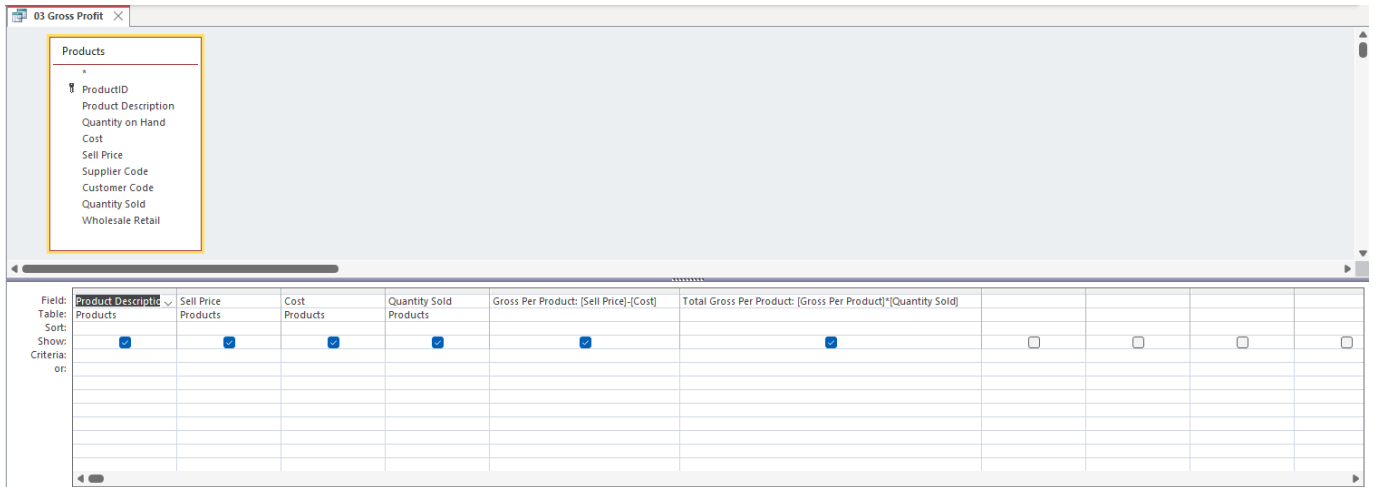 03 Gross Profit
Products
*
ProductID
Product Description
Quantity on Hand
Cost
Sell Price
Supplier Code
Customer Code
Quantity Sold
Wholesale Retail
Field: Product Descriptic Sell Price Cost Quantity Sold Gross Per Product: [Sell Price]-[Cost] Total Gross Per Product: [Gross Per Product]*[Quantity Sold]
Table: Products Products Products Products
Sort:
Show:
Criteria:
or: